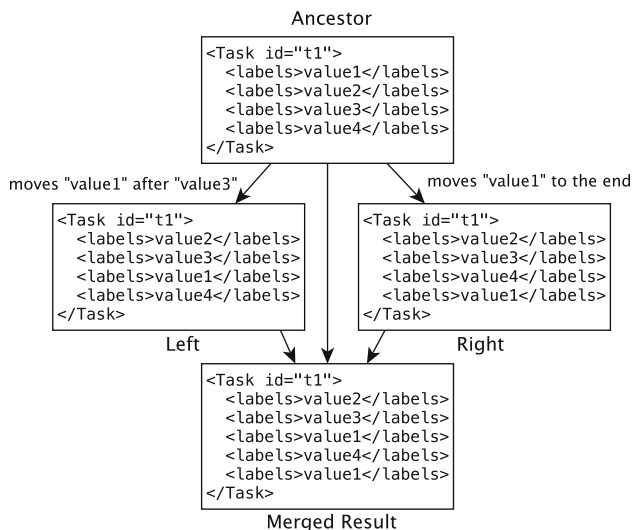 Ancestor
<Task id="t1">
  <labels>value1</labels>
  <labels>value2</labels>
  <labels>value3</labels>
  <labels>value4</labels>
</Task>
moves "value1" after "value3"
moves "value1" to the end
<Task id="t1">
  <labels>value2</labels>
  <labels>value3</labels>
  <labels>value1</labels>
  <labels>value4</labels>
</Task>
Left
<Task id="t1">
  <labels>value2</labels>
  <labels>value3</labels>
  <labels>value4</labels>
  <labels>value1</labels>
</Task>
Right
<Task id="t1">
  <labels>value2</labels>
  <labels>value3</labels>
  <labels>value1</labels>
  <labels>value4</labels>
  <labels>value1</labels>
</Task>
Merged Result